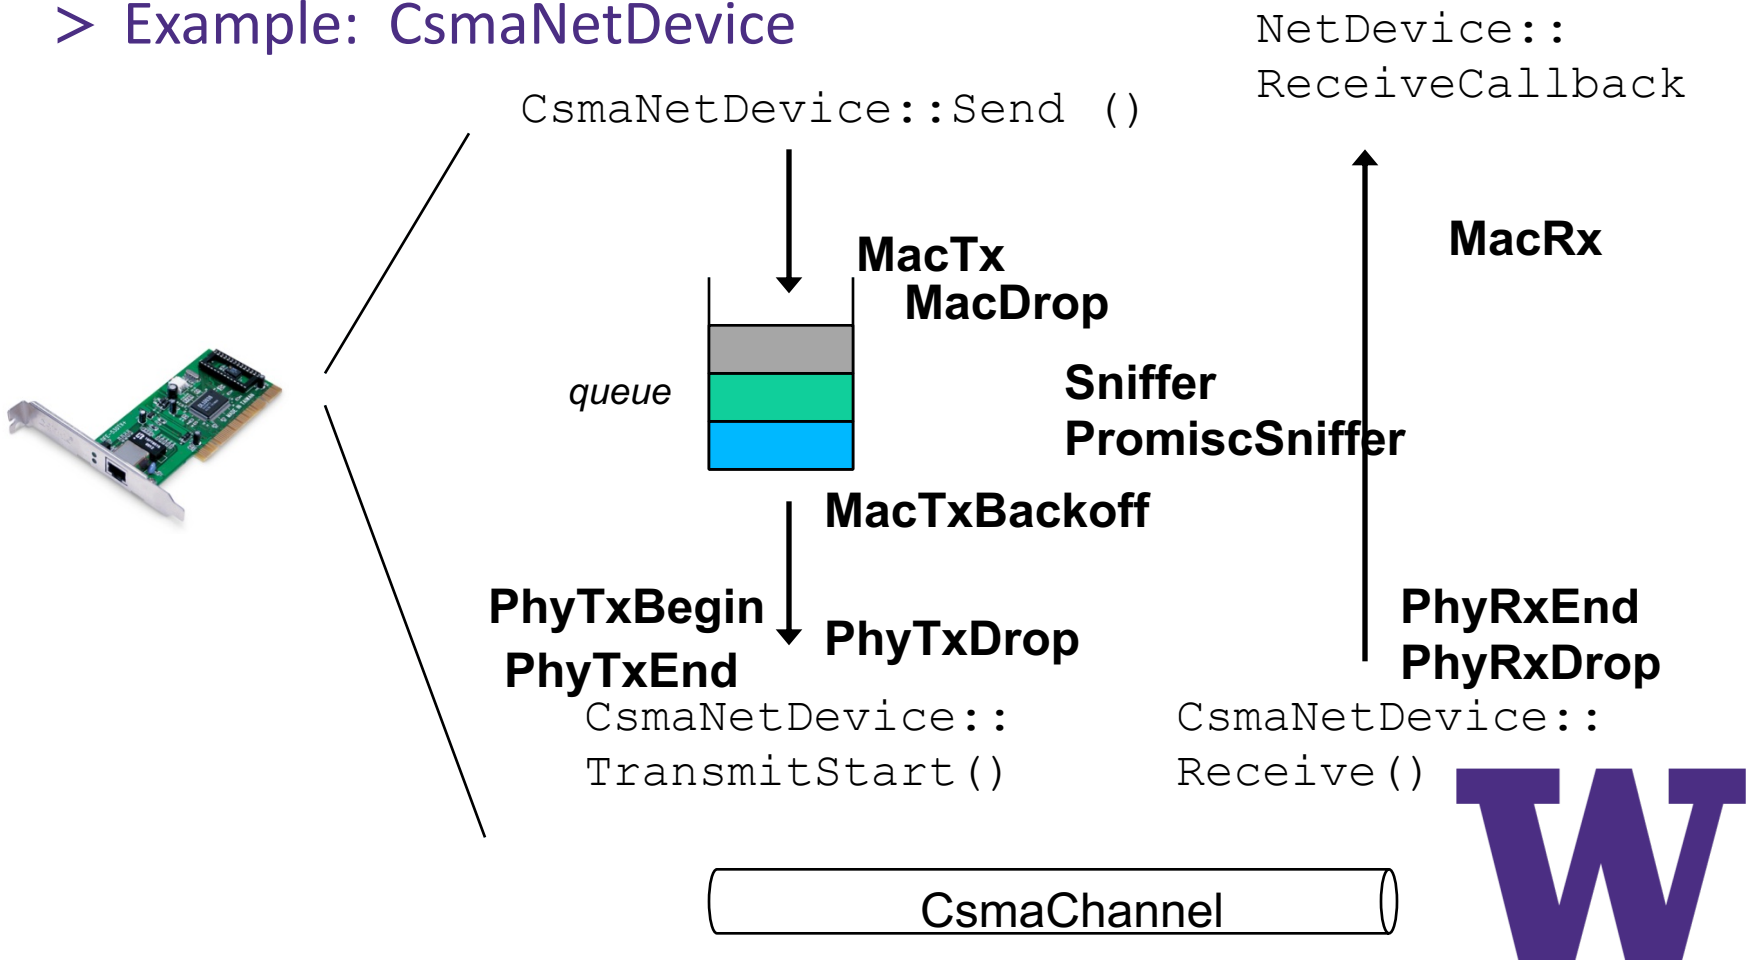 > Example: CsmaNetDevice
NetDevice::
ReceiveCallback
CsmaNetDevice::Send ()
MacTx
MacDrop
MacRx
queue
Sniffer
PromiscSniffer
MacTxBackoff
PhyTxBegin
PhyTxEnd
PhyTxDrop
PhyRxEnd
PhyRxDrop
CsmaNetDevice::
TransmitStart()
CsmaNetDevice::
Receive()
CsmaChannel
W